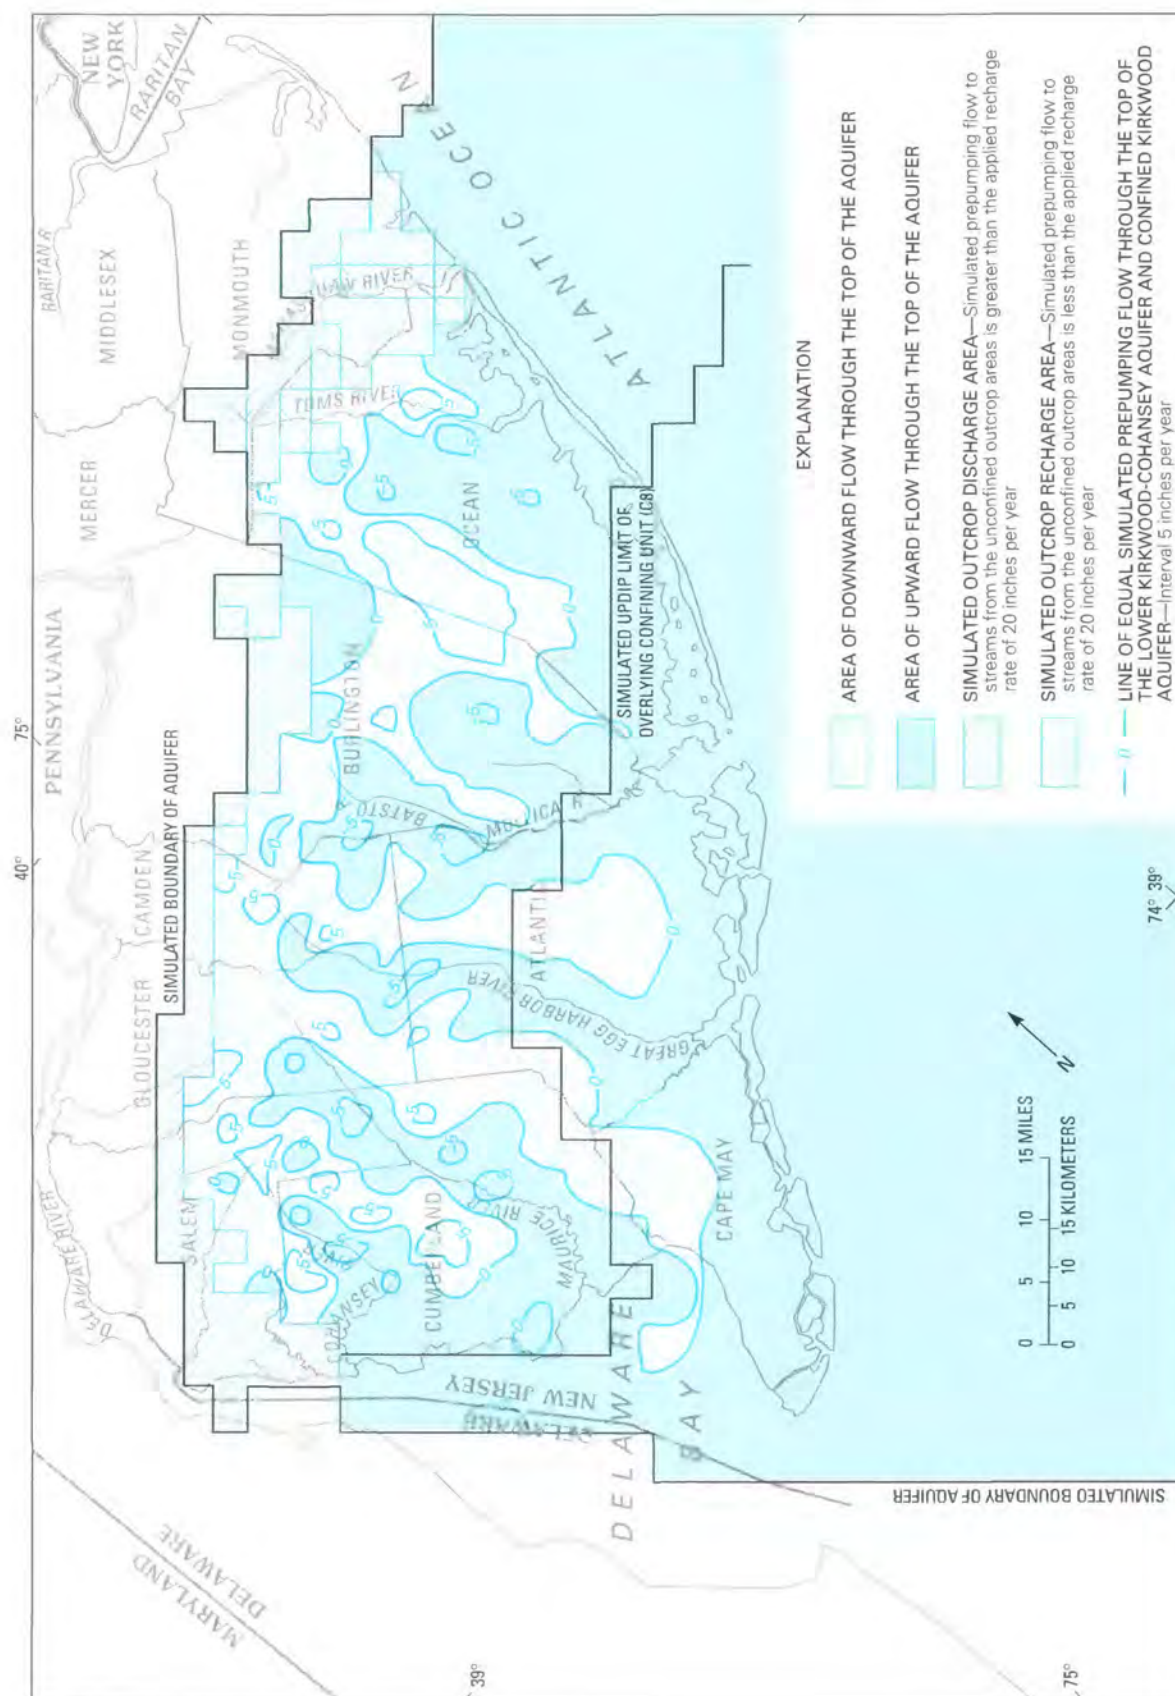 40°
75°
PENNSYLVANIA
NEW
YORK
RARITAN
BAY
RARITAN R
MIDDLESEX
MONMOUTH
MERCER
SIMULATED BOUNDARY OF AQUIFER
GLOUCESTER
CAMDEN
BURLINGTON
OCEAN
TOMS RIVER
RIVER
ATLANTIC OCEAN
DELAWARE RIVER
SALEM
CUMBERLAND
COHANSEY
RIVER
MAURICE RIVER
GREAT EGG HARBOR RIVER
BATSTO R
MULLICA R
ATLANTIC
CAPE MAY
SIMULATED UPDIP LIMIT OF
OVERLYING CONFINING UNIT (C8)
NEW JERSEY
DELAWARE
DELAWARE
BAY
MARYLAND
DELAWARE
SIMULATED BOUNDARY OF AQUIFER
39°
75°
74°
39°
N
0 5 10 15 MILES
0 5 10 15 KILOMETERS
EXPLANATION
AREA OF DOWNWARD FLOW THROUGH THE TOP OF THE AQUIFER
AREA OF UPWARD FLOW THROUGH THE TOP OF THE AQUIFER
SIMULATED OUTCROP DISCHARGE AREA—Simulated prepumping flow to
streams from the unconfined outcrop areas is greater than the applied recharge
rate of 20 inches per year
SIMULATED OUTCROP RECHARGE AREA—Simulated prepumping flow to
streams from the unconfined outcrop areas is less than the applied recharge
rate of 20 inches per year
— 0 — LINE OF EQUAL SIMULATED PREPUMPING FLOW THROUGH THE TOP OF
THE LOWER KIRKWOOD-COHANSEY AQUIFER AND CONFINED KIRKWOOD
AQUIFER—Interval 5 inches per year